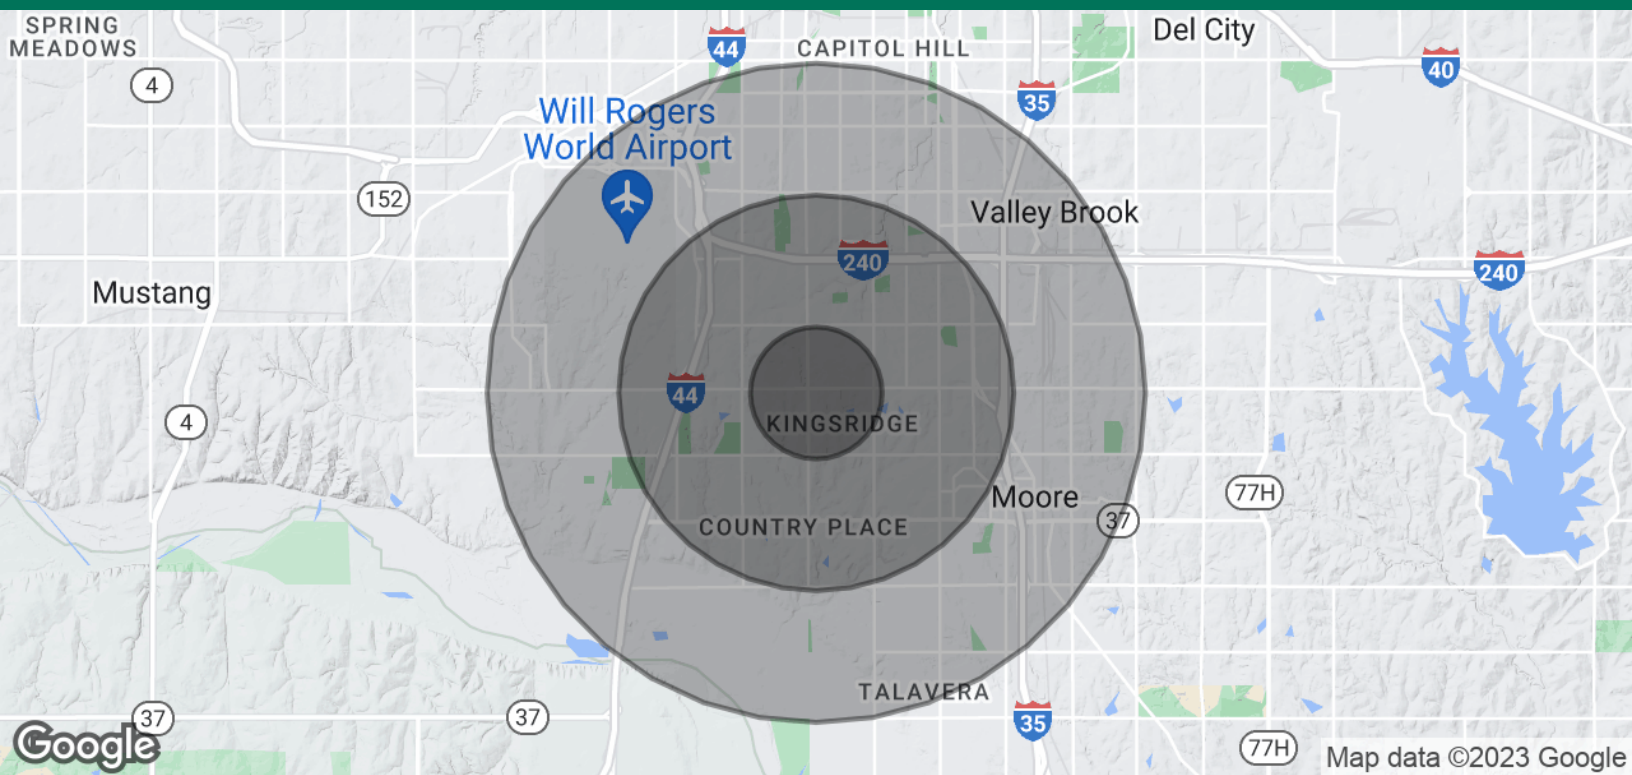 SPRING
MEADOWS
4
44
CAPITOL HILL
Del City
40
35
Will Rogers
World Airport
152
Valley Brook
240
240
Mustang
44
4
KINGSRIDGE
Moore
77H
37
COUNTRY PLACE
TALAVERA
37
37
35
77H
Google
Map data ©2023 Google